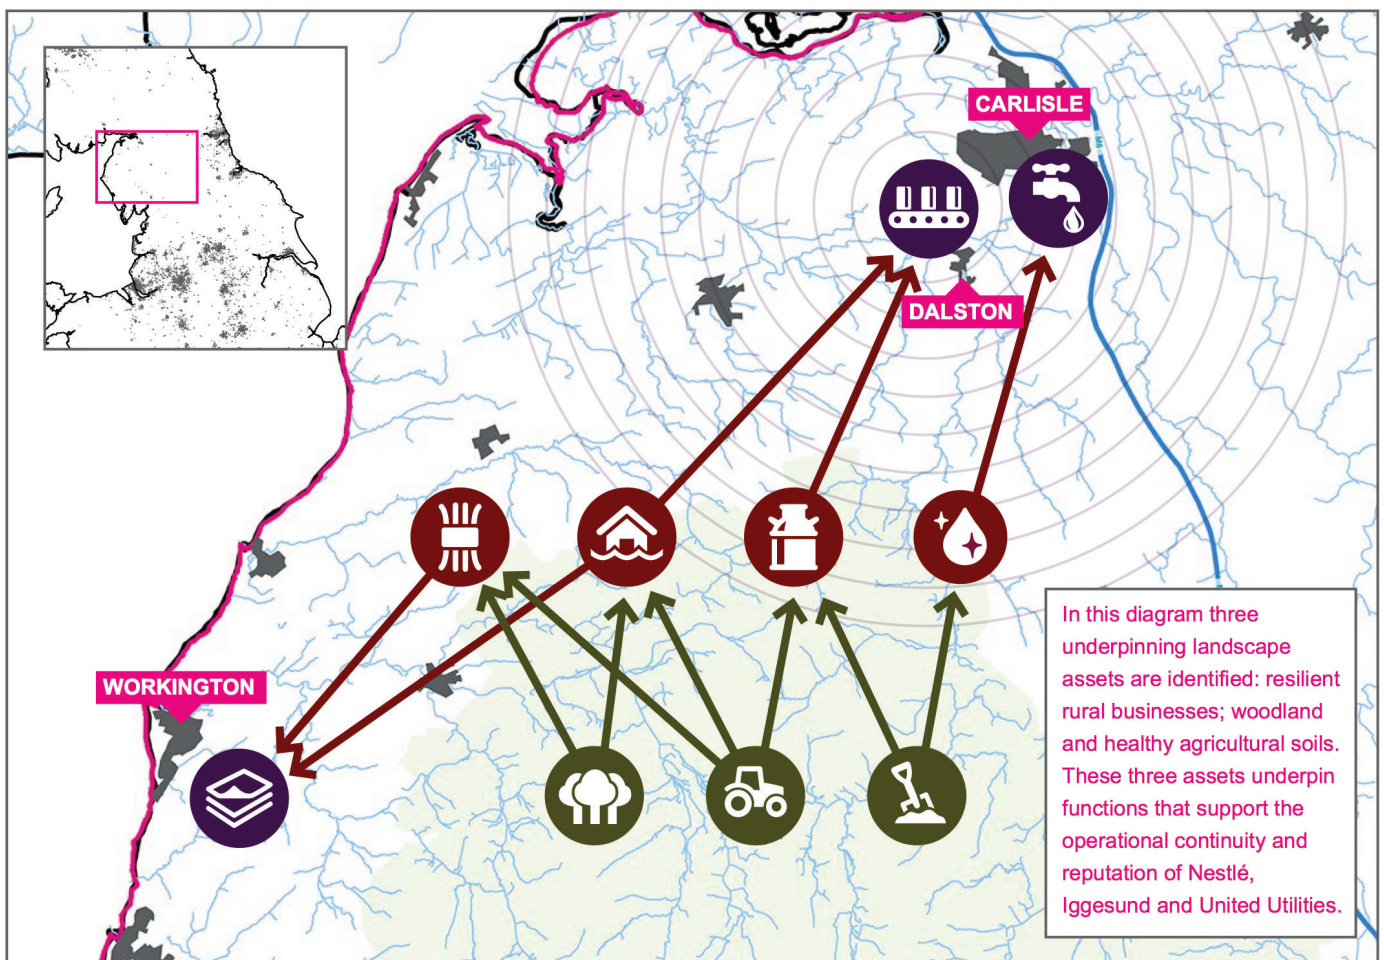 CARLISLE
M6
DALSTON
WORKINGTON
In this diagram three
underpinning landscape
assets are identified: resilient
rural businesses; woodland
and healthy agricultural soils.
These three assets underpin
functions that support the
operational continuity and
reputation of Nestlé,
Iggesund and United Utilities.